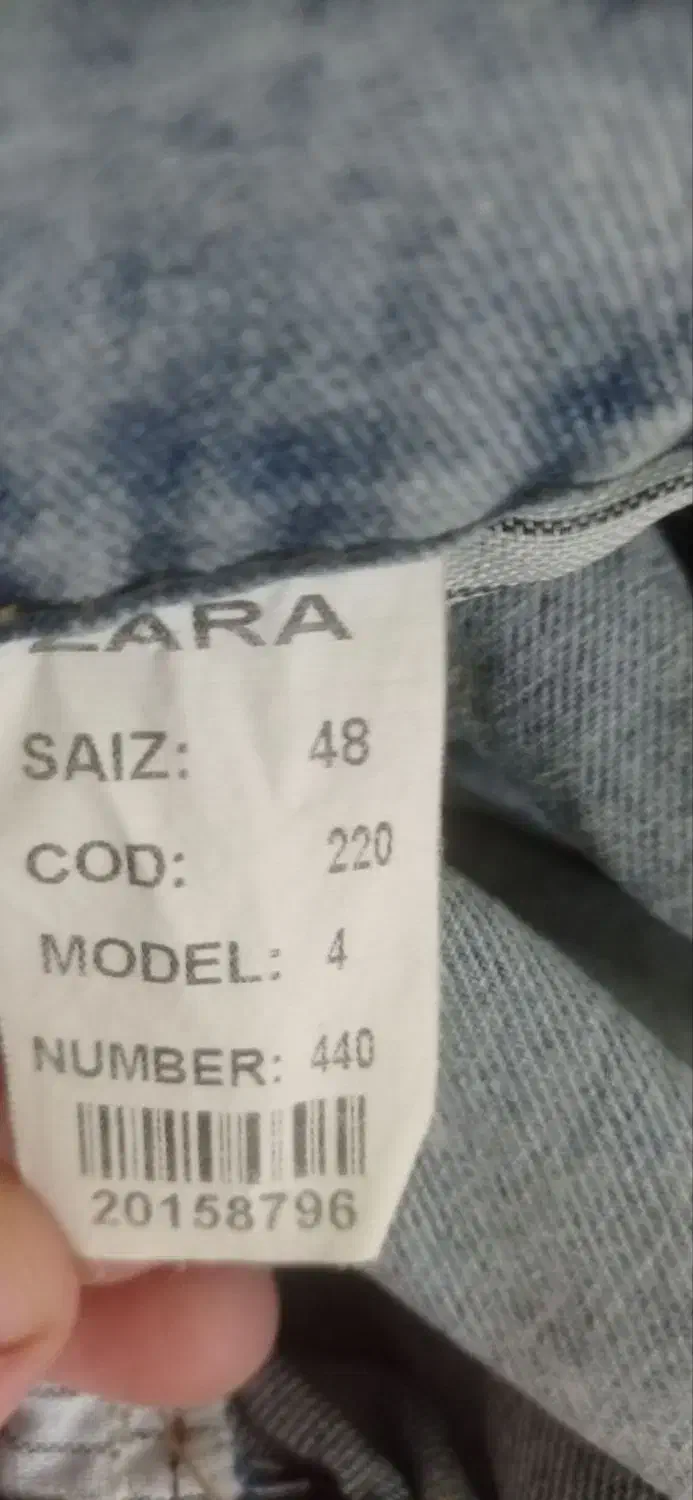 ZARA
SAIZ: 48
COD: 220
MODEL: 4
NUMBER: 440
20158796